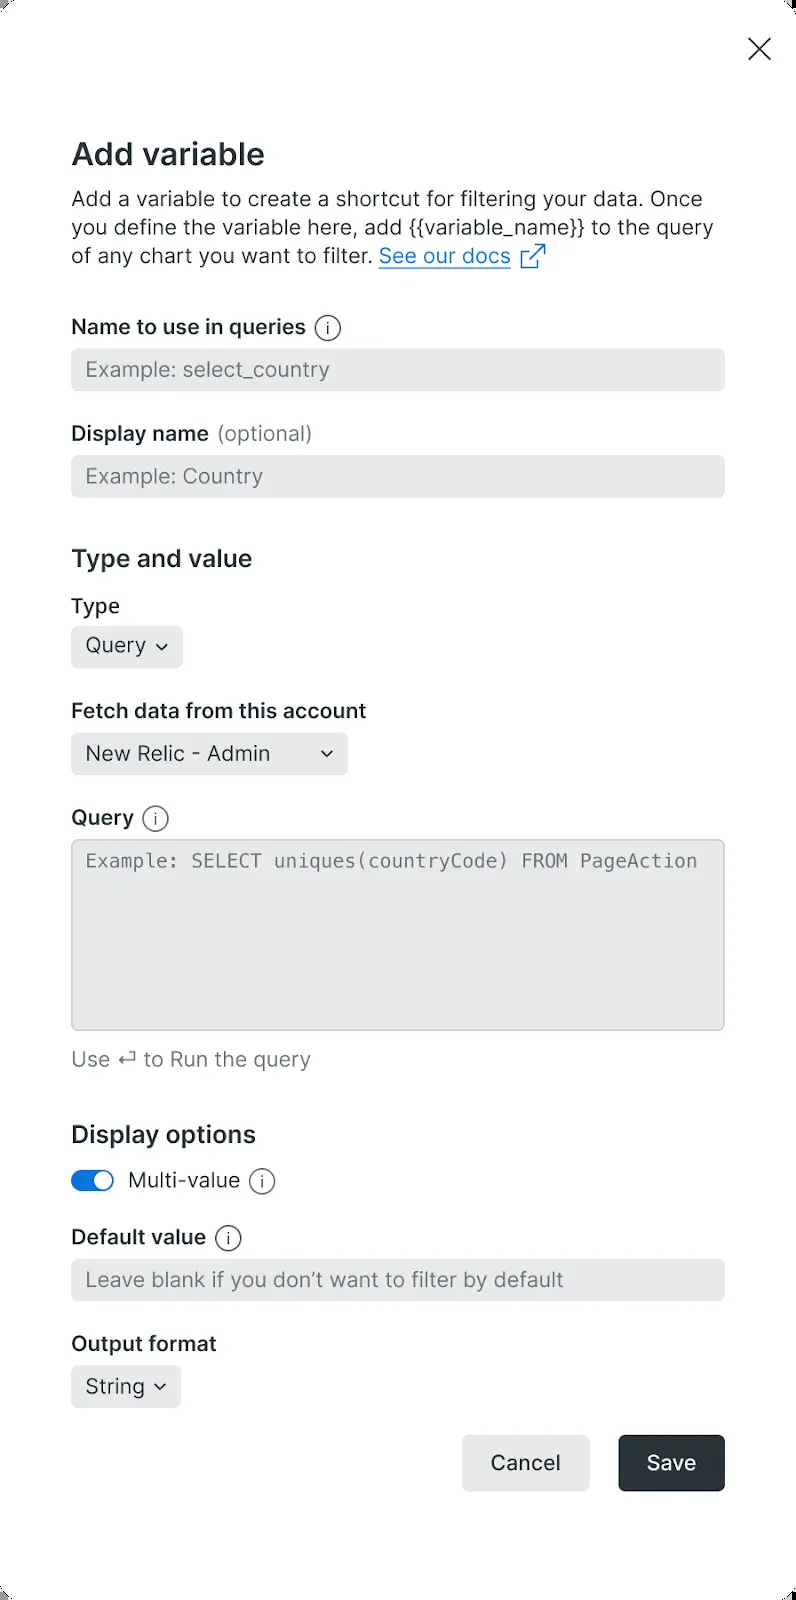 Add variable
Add a variable to create a shortcut for filtering your data. Once
you define the variable here, add {{variable_name}} to the query
of any chart you want to filter. See our docs
Name to use in queries
Example: select_country
Display name (optional)
Example: Country
Type and value
Type
Query
Fetch data from this account
New Relic - Admin
Query
Example: SELECT uniques(countryCode) FROM PageAction
Use ⏎ to Run the query
Display options
Multi-value
Default value
Leave blank if you don’t want to filter by default
Output format
String
Cancel Save